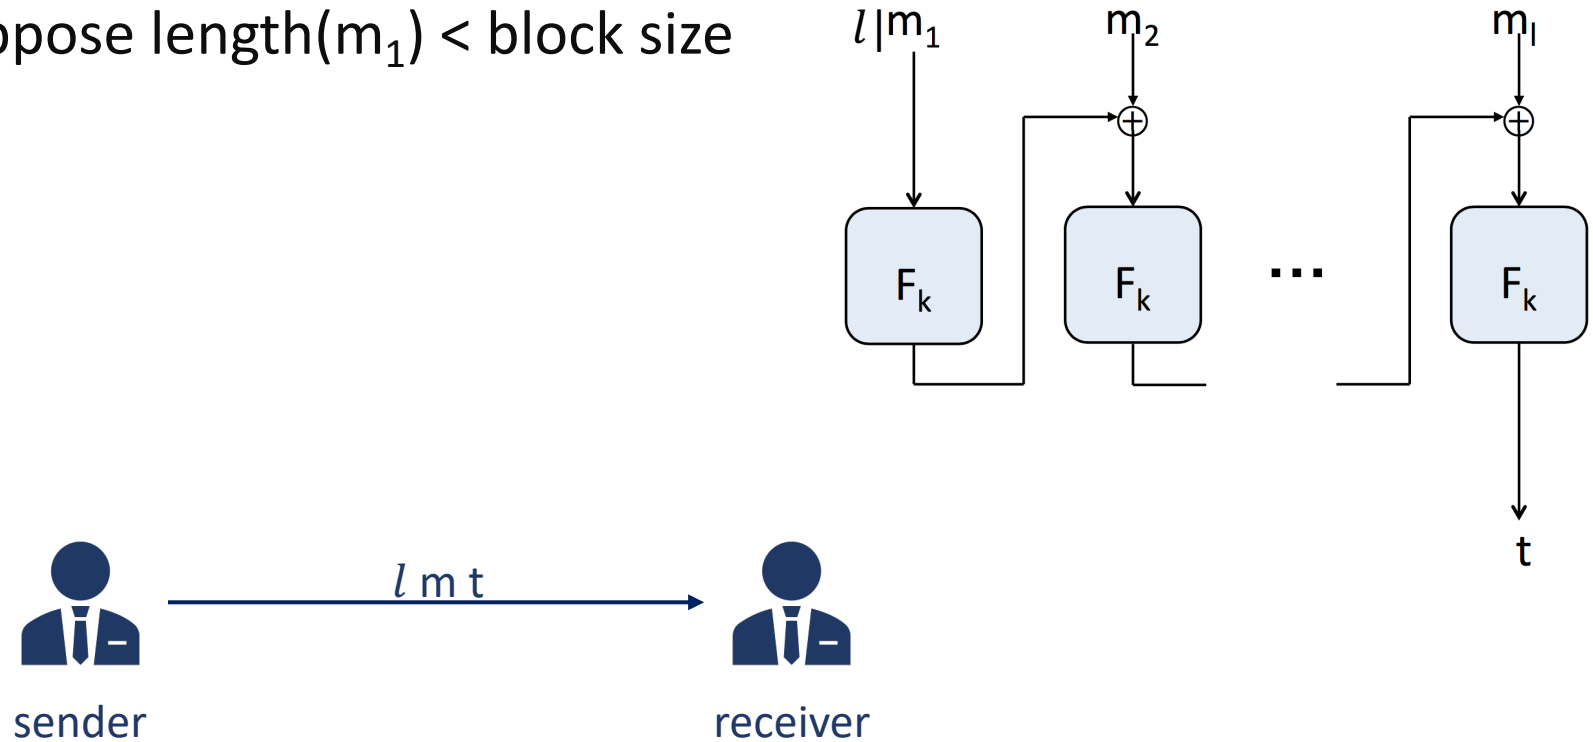 ppose length(m₁) < block size
l|m₁
m₂
mₗ
Fₖ
Fₖ
...
Fₖ
t
l m t
sender
receiver